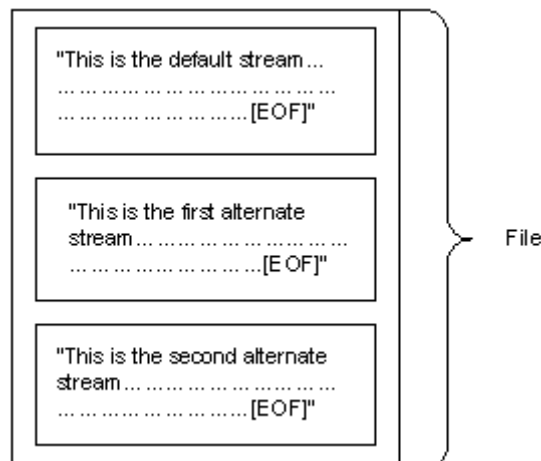 "This is the default stream...
... ... ... ... ... ... ... ... ... ...
... ... ... ... ... ... ...[EOF]"
"This is the first alternate
stream... ... ... ... ... ... ... ...
... ... ... ... ... ... ...[EOF]"
File
"This is the second alternate
stream... ... ... ... ... ... ... ...
... ... ... ... ... ... ...[EOF]"